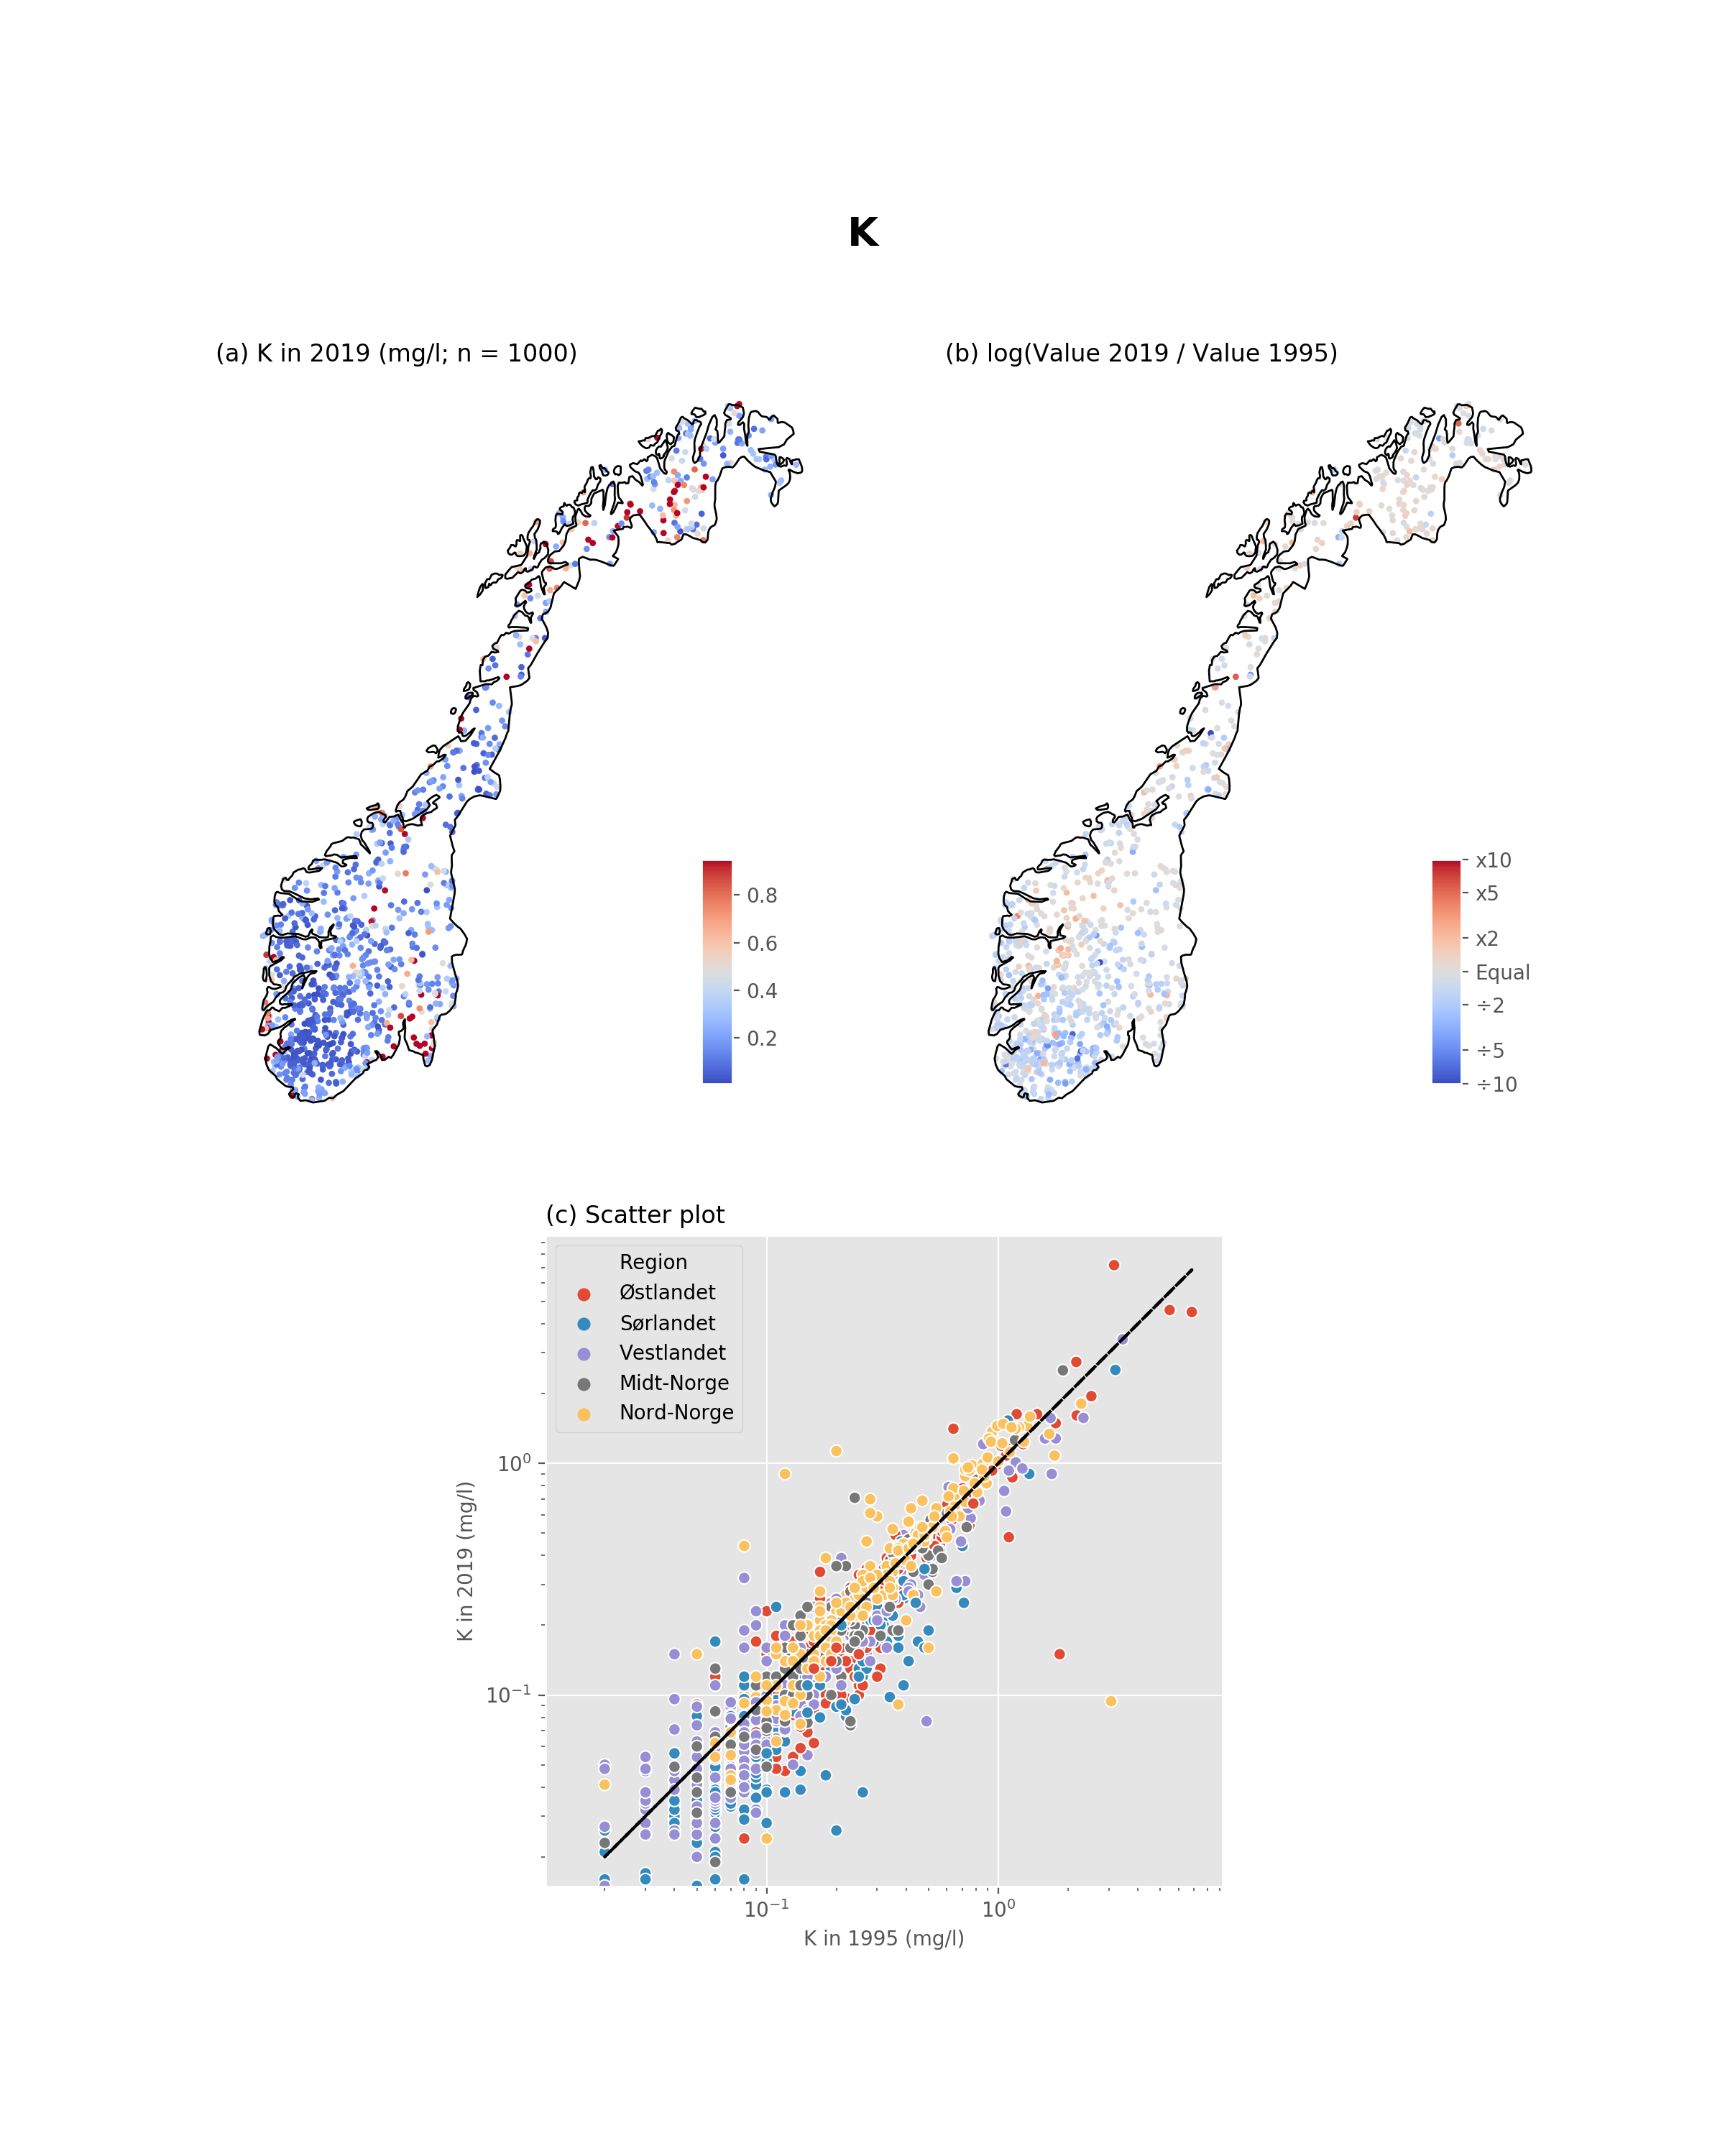 K
(a) K in 2019 (mg/l; n = 1000)
(b) log(Value 2019 / Value 1995)
0.8
0.6
0.4
0.2
x10
x5
x2
Equal
÷2
÷5
÷10
(c) Scatter plot
Region
Østlandet
Sørlandet
Vestlandet
Midt-Norge
Nord-Norge
K in 2019 (mg/l)
10⁰
10⁻¹
10⁻¹ 10⁰
K in 1995 (mg/l)